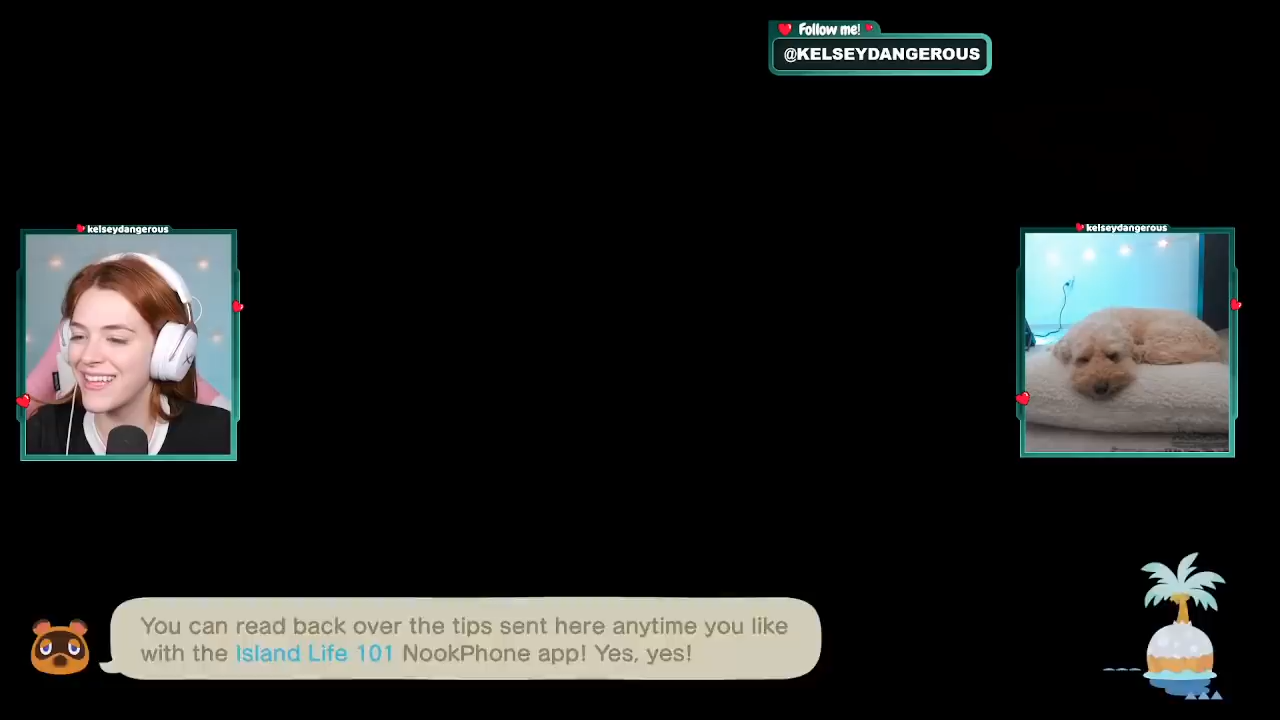 Follow me!
@KELSEYDANGEROUS
kelseydangerous
kelseydangerous
You can read back over the tips sent here anytime you like
with the Island Life 101 NookPhone app! Yes, yes!